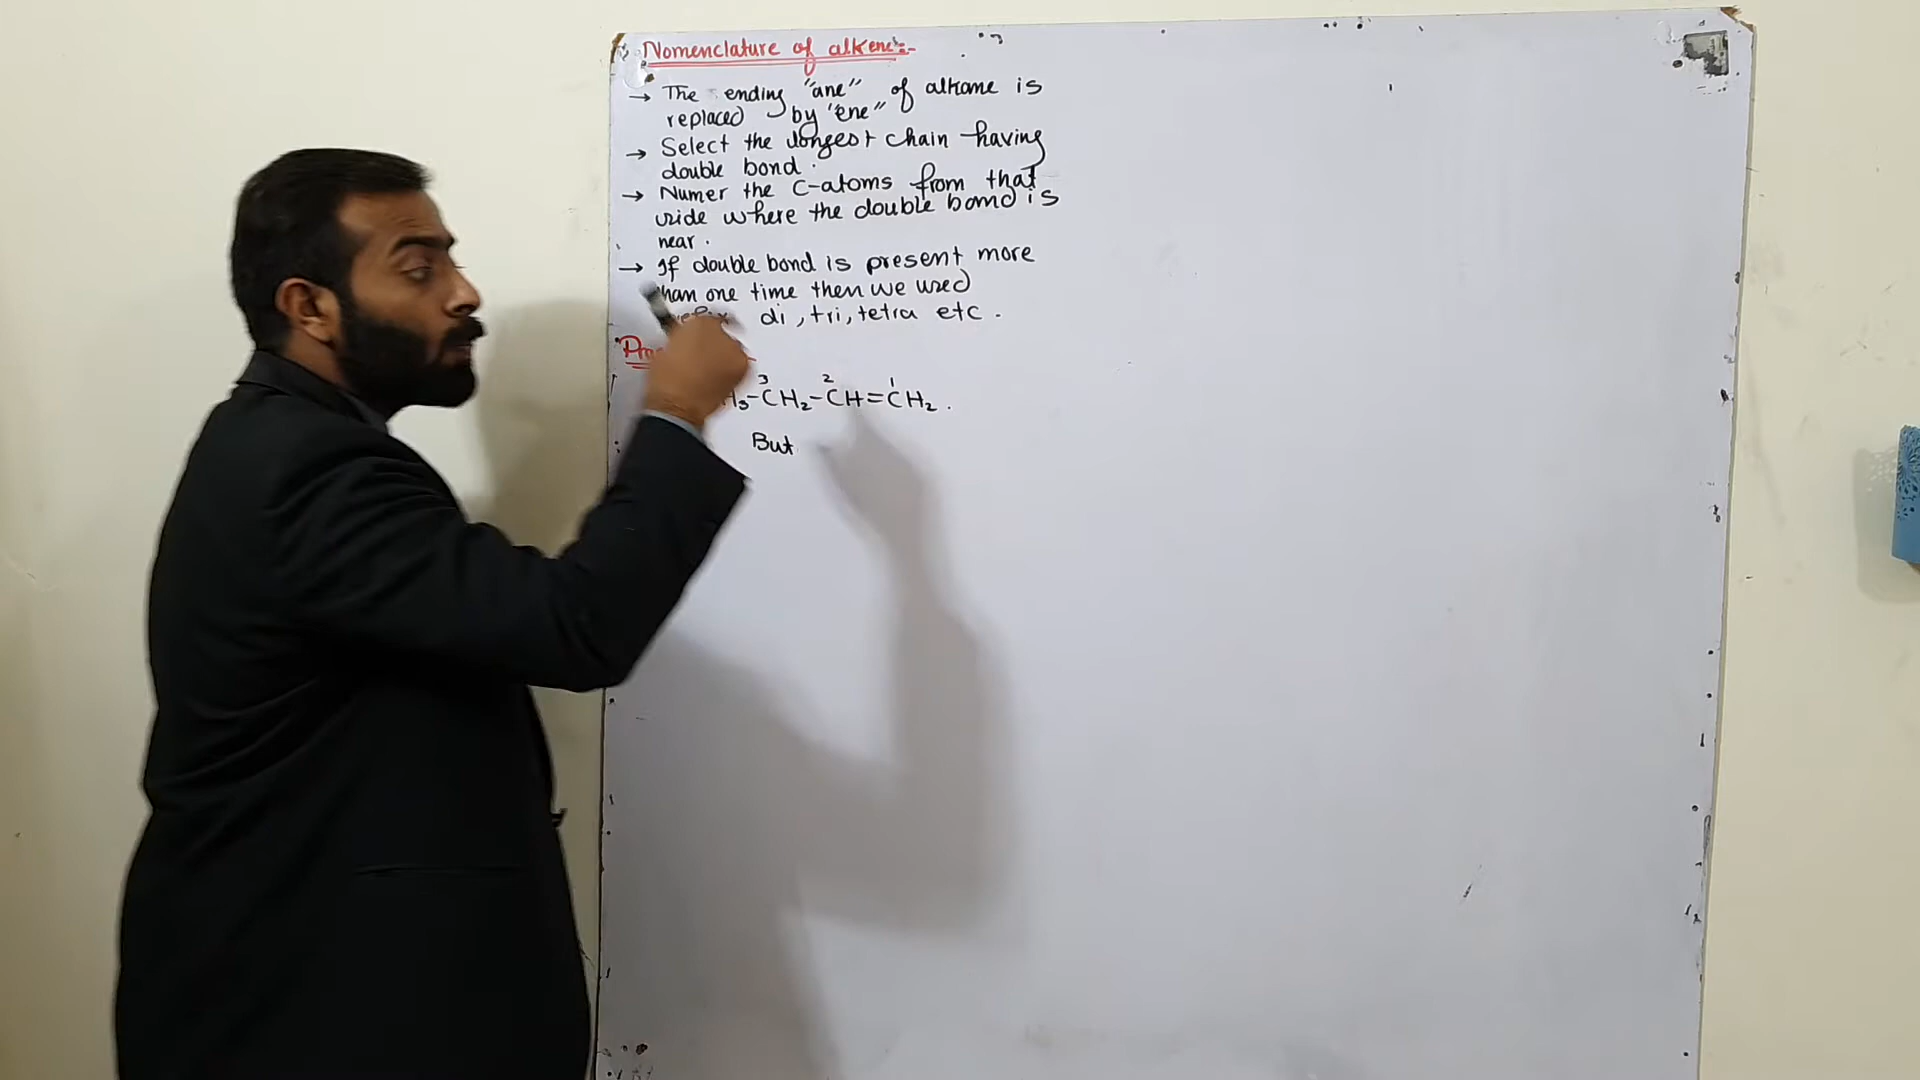 Nomenclature of alkene:-
→ The ending "ane" of alkane is
replaced by "ene"
→ Select the longest chain having
double bond.
→ Numer the C-atoms from that
side where the double bond is
near.
→ If double bond is present more
than one time then we used
di, tri, tetra etc.
3 2 1
H₃-CH₂-CH=CH₂.
But